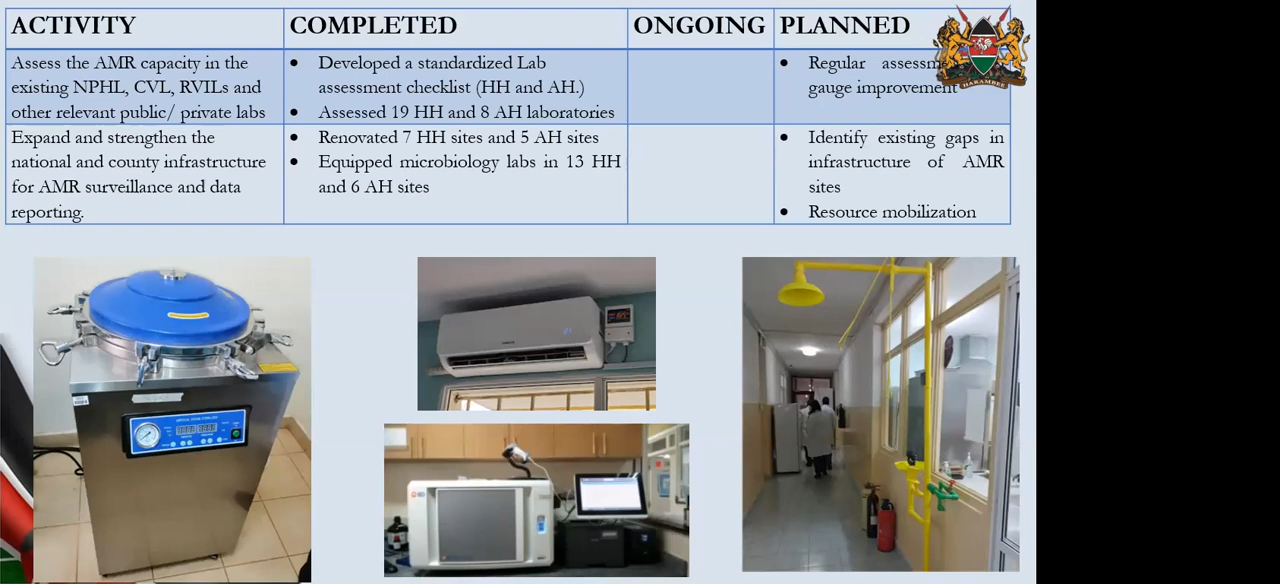 ACTIVITY COMPLETED ONGOING PLANNED
Assess the AMR capacity in the
existing NPHL, CVL, RVILs and
other relevant public/ private labs
• Developed a standardized Lab
assessment checklist (HH and AH.)
• Assessed 19 HH and 8 AH laboratories
• Regular
gauge improvement
Expand and strengthen the
national and county infrastructure
for AMR surveillance and data
reporting.
• Renovated 7 HH sites and 5 AH sites
• Equipped microbiology labs in 13 HH
and 6 AH sites
• Identify existing gaps in
infrastructure of AMR
sites
• Resource mobilization
HARAMBEE